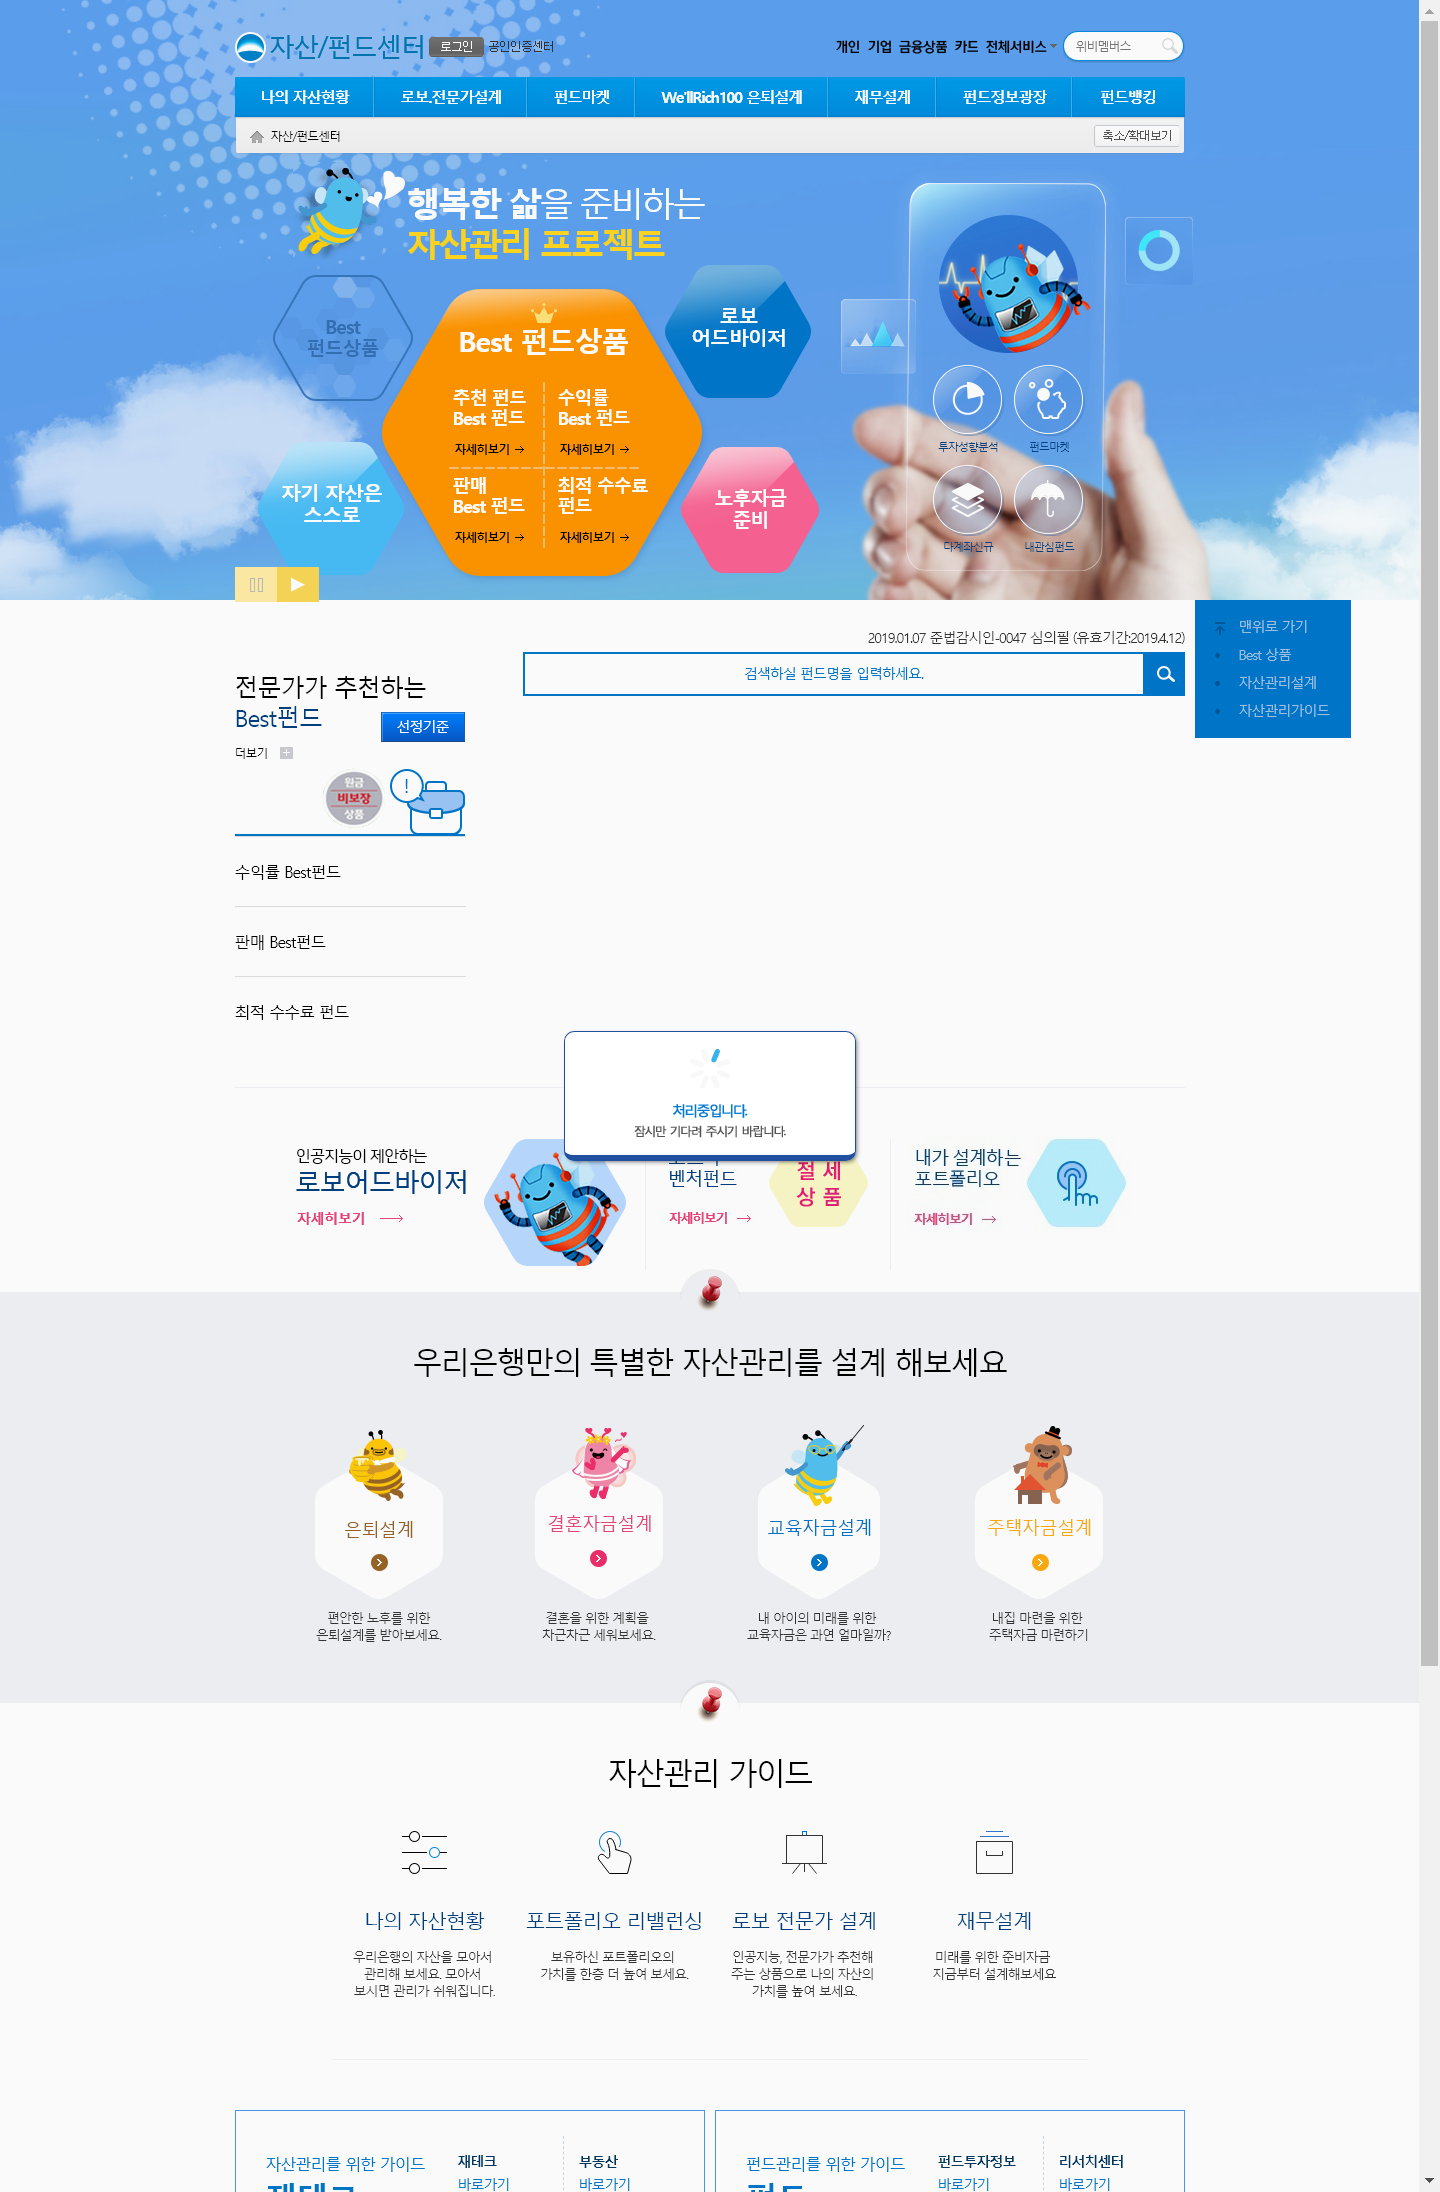 자산/펀드센터 로그인 공인인증센터
개인 기업 금융상품 카드 전체서비스 위비멤버스
나의 자산현황 로보.전문가설계 펀드마켓 We'llRich100 은퇴설계 재무설계 펀드정보광장 펀드뱅킹
자산/펀드센터 축소/확대보기
행복한 삶을 준비하는
자산관리 프로젝트
Best
펀드상품
Best 펀드상품
추천 펀드
Best 펀드
자세히보기
수익률
Best 펀드
자세히보기
판매
Best 펀드
자세히보기
최적 수수료
펀드
자세히보기
로보
어드바이저
자기 자산은
스스로
노후자금
준비
투자성향분석 펀드마켓
다계좌신규 내관심펀드
맨위로 가기
Best 상품
자산관리설계
자산관리가이드
2019.01.07 준법감시인-0047 심의필 (유효기간:2019.4.12)
검색하실 펀드명을 입력하세요.
전문가가 추천하는
Best펀드
선정기준
더보기
원금
비보장
상품
수익률 Best펀드
판매 Best펀드
최적 수수료 펀드
처리중입니다.
잠시만 기다려 주시기 바랍니다.
인공지능이 제안하는
로보어드바이저
자세히보기
벤처펀드
자세히보기
절 세
상 품
내가 설계하는
포트폴리오
자세히보기
우리은행만의 특별한 자산관리를 설계 해보세요
은퇴설계
편안한 노후를 위한
은퇴설계를 받아보세요.
결혼자금설계
결혼을 위한 계획을
차근차근 세워보세요.
교육자금설계
내 아이의 미래를 위한
교육자금은 과연 얼마일까?
주택자금설계
내집 마련을 위한
주택자금 마련하기
자산관리 가이드
나의 자산현황
우리은행의 자산을 모아서
관리해 보세요. 모아서
보시면 관리가 쉬워집니다.
포트폴리오 리밸런싱
보유하신 포트폴리오의
가치를 한층 더 높여 보세요.
로보 전문가 설계
인공지능, 전문가가 추천해
주는 상품으로 나의 자산의
가치를 높여 보세요.
재무설계
미래를 위한 준비자금
지금부터 설계해보세요
자산관리를 위한 가이드
재테크
바로가기
부동산
바로가기
펀드관리를 위한 가이드
펀드투자정보
바로가기
리서치센터
바로가기